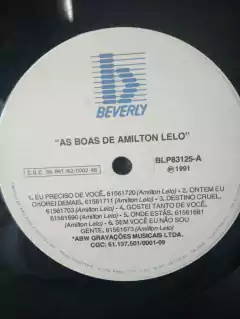 b
BEVERLY
"AS BOAS DE AMILTON LELO"
BLP83125-A
℗1991
1. EU PRECISO DE VOCÊ, 61561720 (Amilton Lelo) - 2. ONTEM EU
CHOREI DEMAIS, 61561711 (Amilton Lelo) - 3. DESTINO CRUEL,
61561703 (Amilton Lelo) - 4. GOSTEI TANTO DE VOCÊ,
61561690 (Amilton Lelo) - 5. ONDE ESTÁS, 61561681
(Amilton Lelo) - 6. SEM VOCÊ EU NÃO SOU
GENTE, 61561673 (Amilton Lelo)
*ABW GRAVAÇÕES MUSICAIS LTDA.
CGC: 61.137.501/0001-09